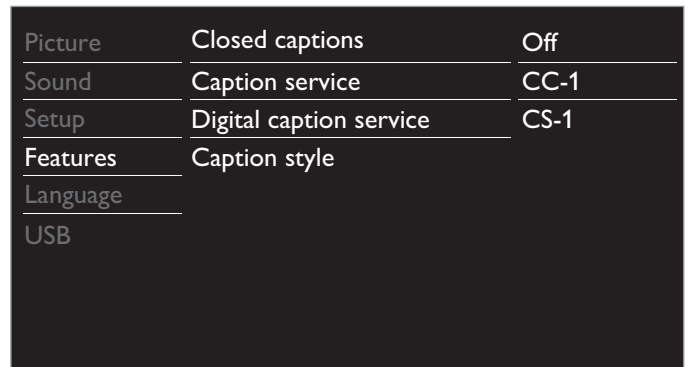 Picture Closed captions Off
Sound Caption service CC-1
Setup Digital caption service CS-1
Features Caption style
Language
USB